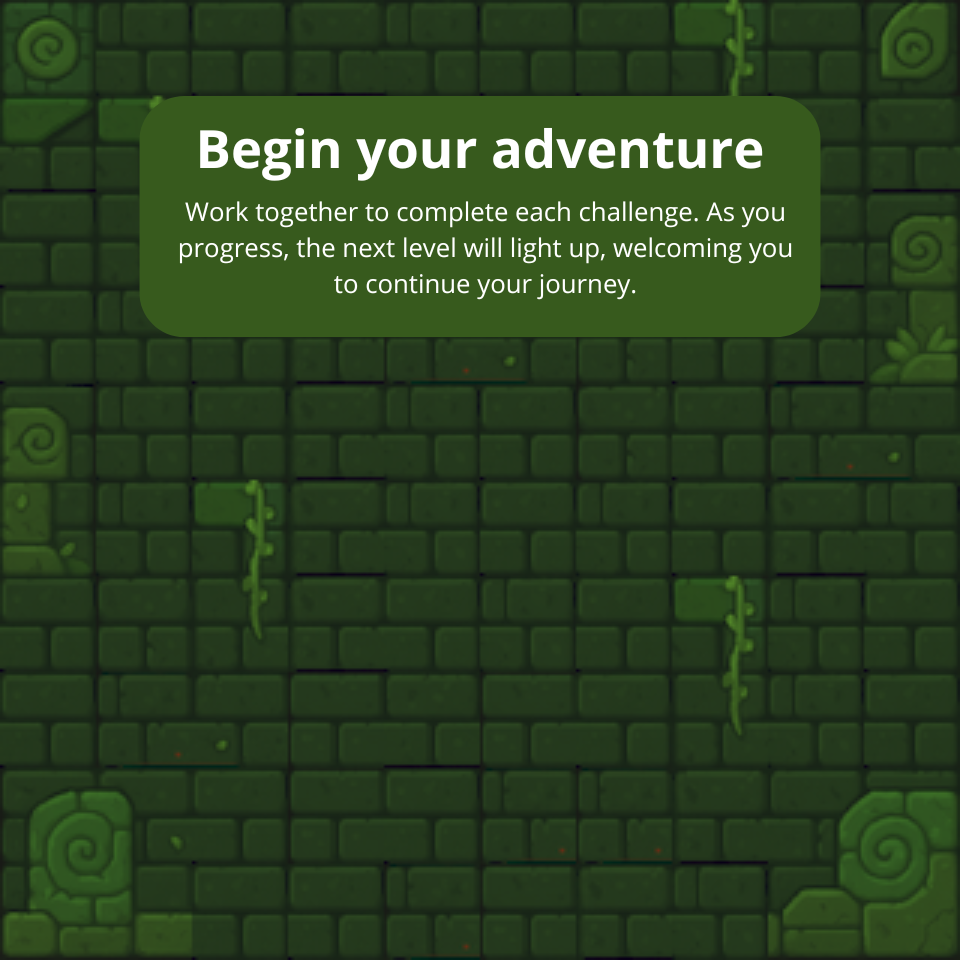 Begin your adventure
Work together to complete each challenge. As you
progress, the next level will light up, welcoming you
to continue your journey.